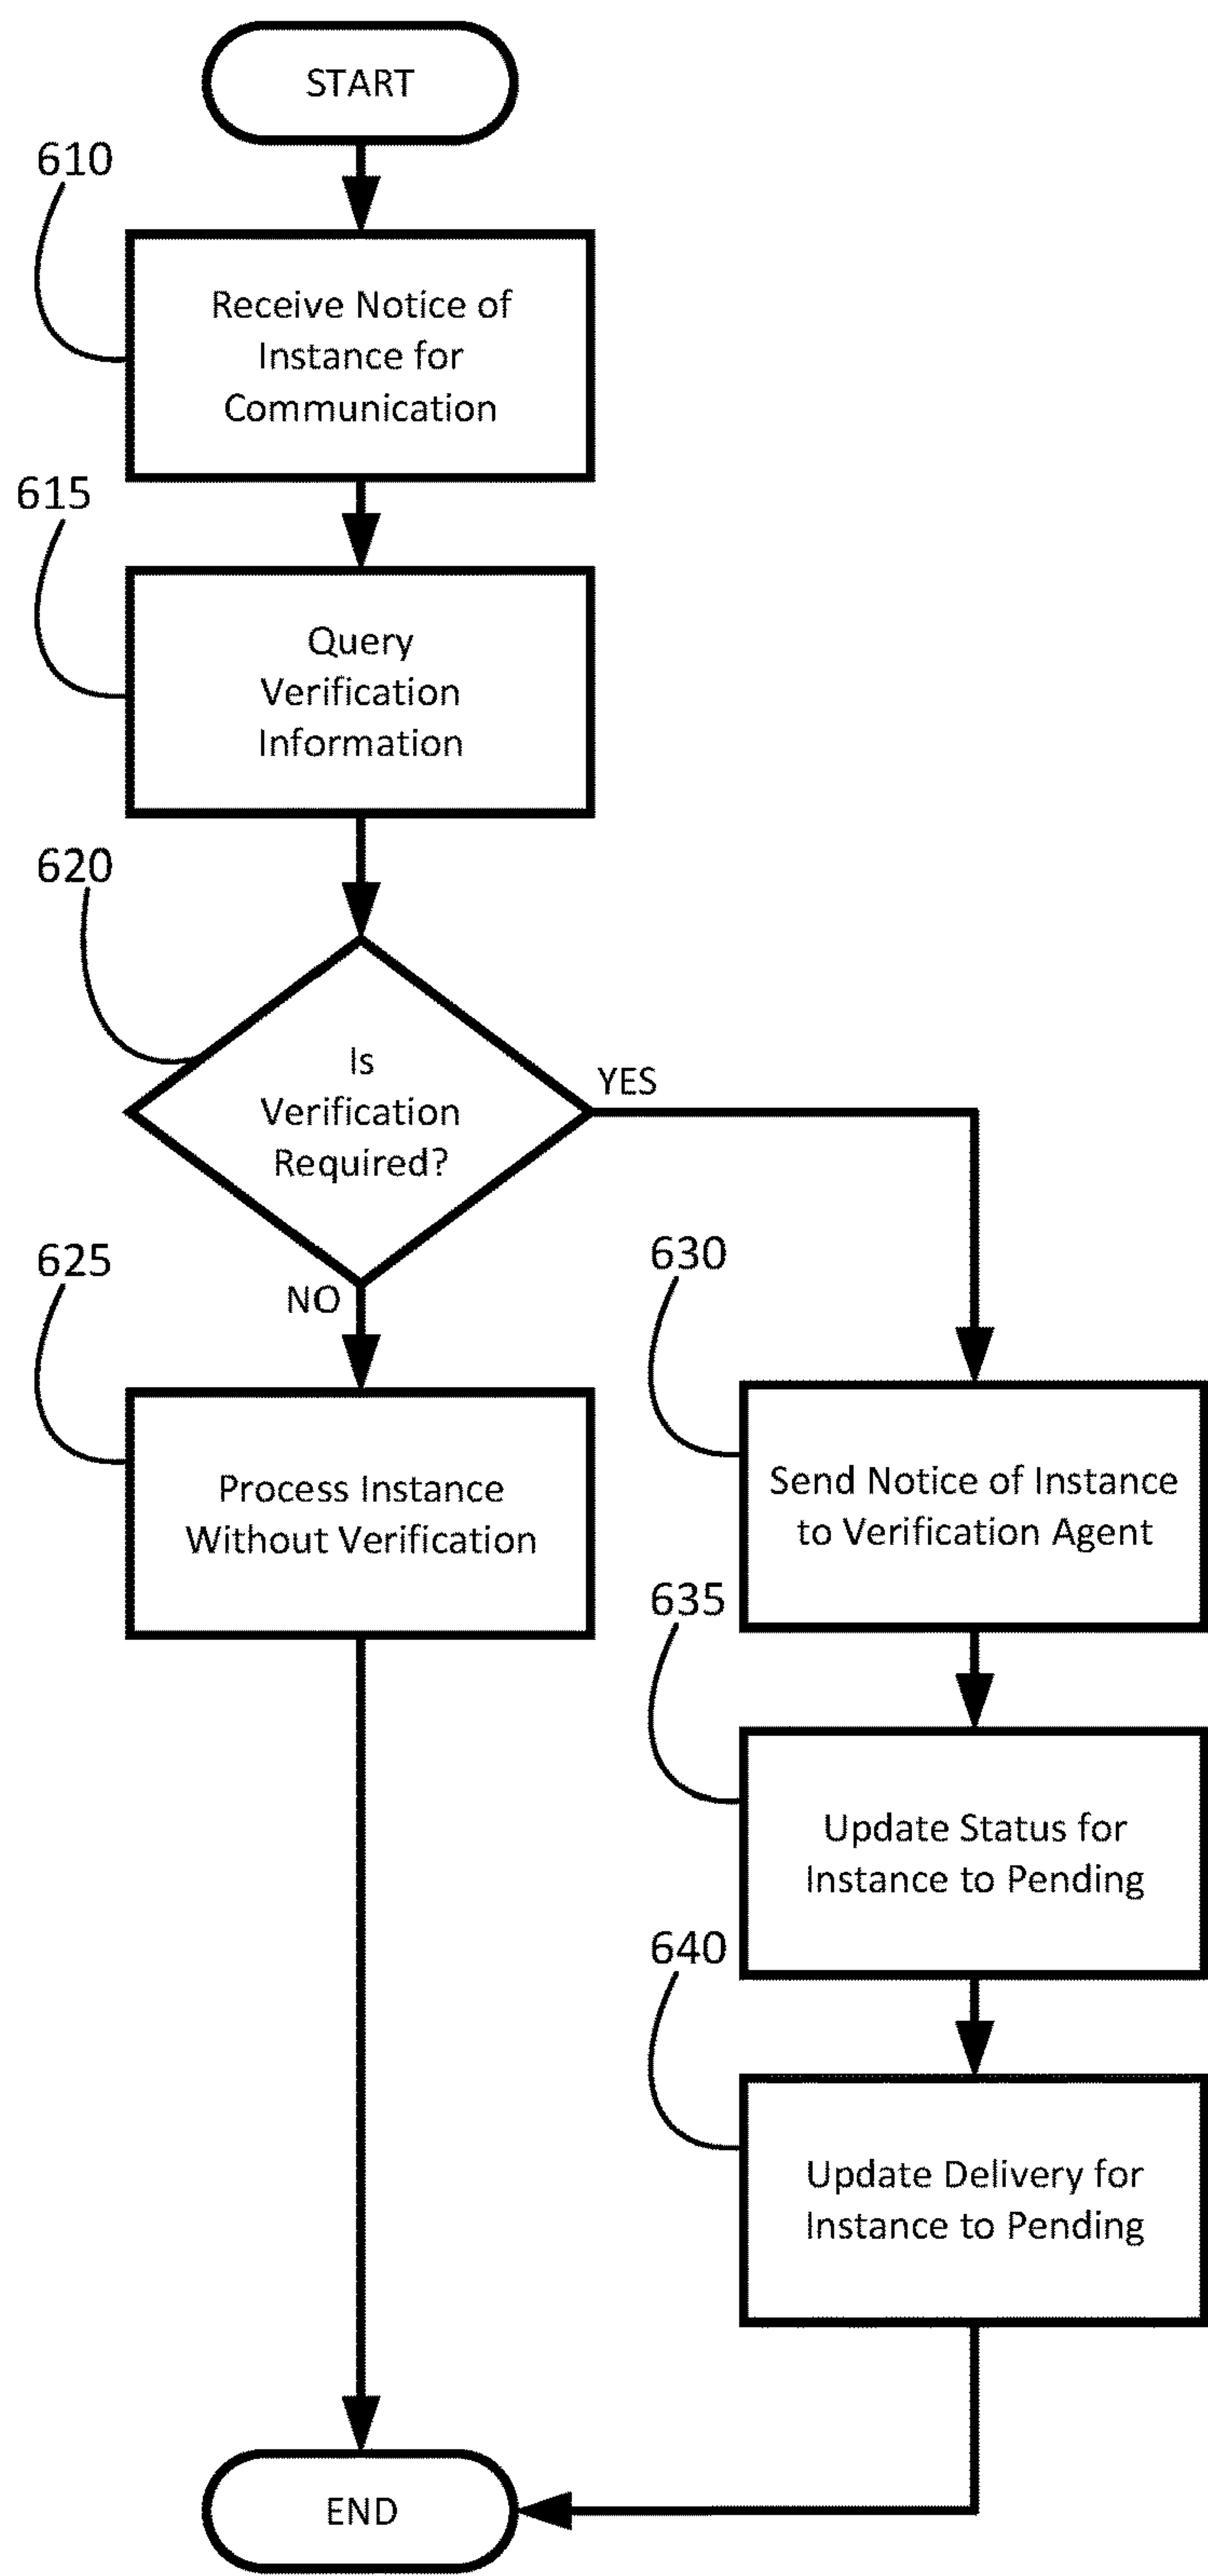 START
610
Receive Notice of
Instance for
Communication
615
Query
Verification
Information
620
Is
Verification
Required?
YES
NO
625
Process Instance
Without Verification
630
Send Notice of Instance
to Verification Agent
635
Update Status for
Instance to Pending
640
Update Delivery for
Instance to Pending
END